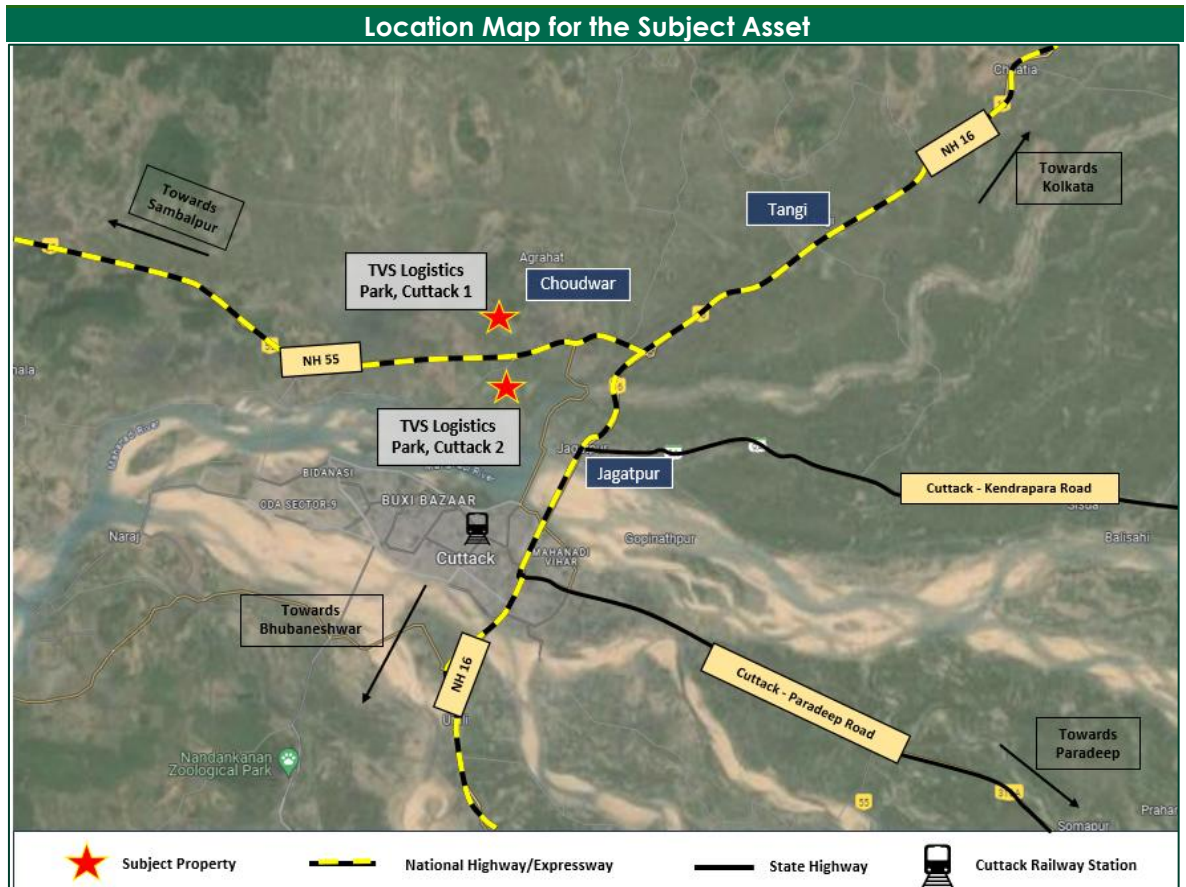 Location Map for the Subject Asset
NH 16
Towards
Kolkata
Tangi
Towards
Sambalpur
Agrahat
TVS Logistics
Park, Cuttack 1
Choudwar
NH 55
TVS Logistics
Park, Cuttack 2
Jagatpur
Mahanadi River
BIDANASI
CDA SECTOR-9
BUXI BAZAAR
Cuttack - Kendrapara Road
Naraj
Cuttack
MAHANADI
VIHAR
Gopinathpur
Balisahi
Towards
Bhubaneshwar
NH 16
Cuttack - Paradeep Road
Towards
Paradeep
Nandankanan
Zoological Park
55
Somapur
Subject Property
National Highway/Expressway
State Highway
Cuttack Railway Station